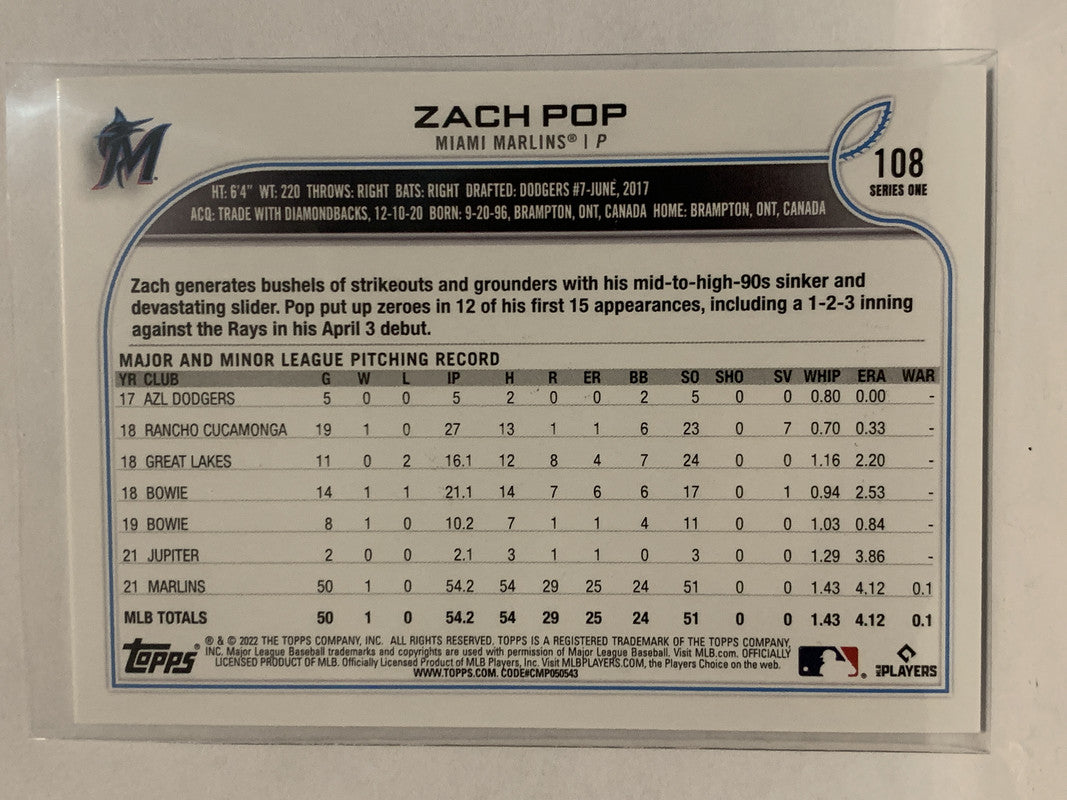 M
ZACH POP
MIAMI MARLINS® | P
108
SERIES ONE
HT: 6'4" WT: 220 THROWS: RIGHT BATS: RIGHT DRAFTED: DODGERS #7-JUNE, 2017
ACQ: TRADE WITH DIAMONDBACKS, 12-10-20 BORN: 9-20-96, BRAMPTON, ONT, CANADA HOME: BRAMPTON, ONT, CANADA
Zach generates bushels of strikeouts and grounders with his mid-to-high-90s sinker and
devastating slider. Pop put up zeroes in 12 of his first 15 appearances, including a 1-2-3 inning
against the Rays in his April 3 debut.
MAJOR AND MINOR LEAGUE PITCHING RECORD
YR CLUB G W L IP H R ER BB SO SHO SV WHIP ERA WAR
17 AZL DODGERS 5 0 0 5 2 0 0 2 5 0 0 0.80 0.00 -
18 RANCHO CUCAMONGA 19 1 0 27 13 1 1 6 23 0 7 0.70 0.33 -
18 GREAT LAKES 11 0 2 16.1 12 8 4 7 24 0 0 1.16 2.20 -
18 BOWIE 14 1 1 21.1 14 7 6 6 17 0 1 0.94 2.53 -
19 BOWIE 8 1 0 10.2 7 1 1 4 11 0 0 1.03 0.84 -
21 JUPITER 2 0 0 2.1 3 1 1 0 3 0 0 1.29 3.86 -
21 MARLINS 50 1 0 54.2 54 29 25 24 51 0 0 1.43 4.12 0.1
MLB TOTALS 50 1 0 54.2 54 29 25 24 51 0 0 1.43 4.12 0.1
Topps®
® & © 2022 THE TOPPS COMPANY, INC. ALL RIGHTS RESERVED. TOPPS IS A REGISTERED TRADEMARK OF THE TOPPS COMPANY,
INC. Major League Baseball trademarks and copyrights are used with permission of Major League Baseball. Visit MLB.com. OFFICIALLY
LICENSED PRODUCT OF MLB. Officially Licensed Product of MLB Players, Inc. Visit MLBPLAYERS.COM, the Players Choice on the web.
WWW.TOPPS.COM. CODE#CMP050543
MLB PLAYERS